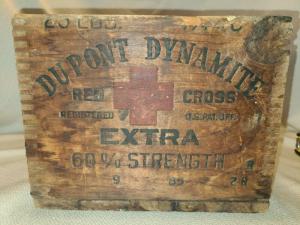 DUPONT DYNAMITE
RED CROSS
REGISTERED U.S. PAT. OFF.
EXTRA
60% STRENGTH